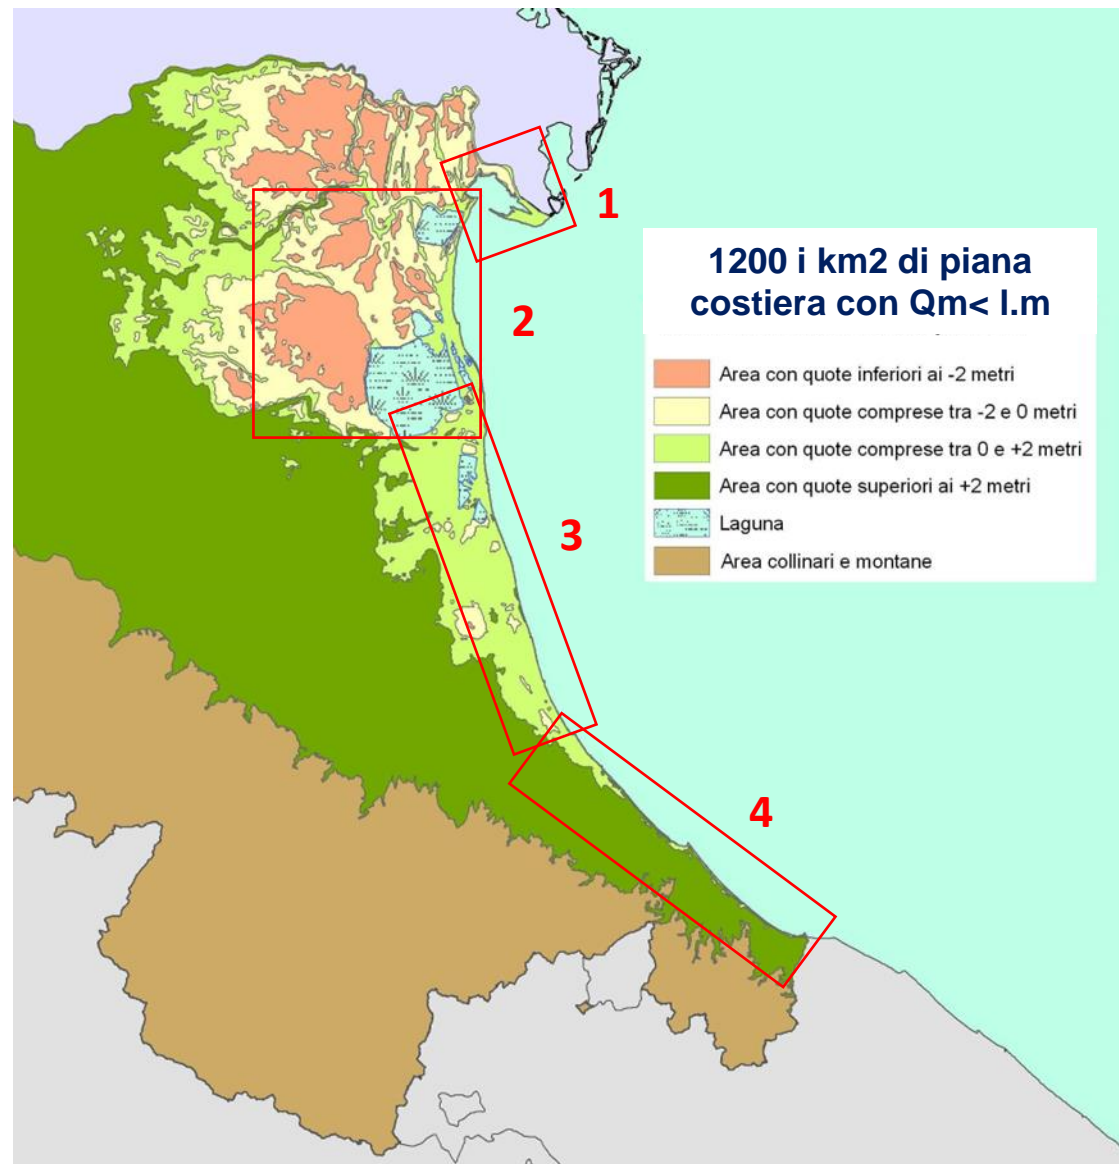 1
2
3
4
1200 i km2 di piana
costiera con Qm< l.m
Area con quote inferiori ai -2 metri
Area con quote comprese tra -2 e 0 metri
Area con quote comprese tra 0 e +2 metri
Area con quote superiori ai +2 metri
Laguna
Area collinari e montane